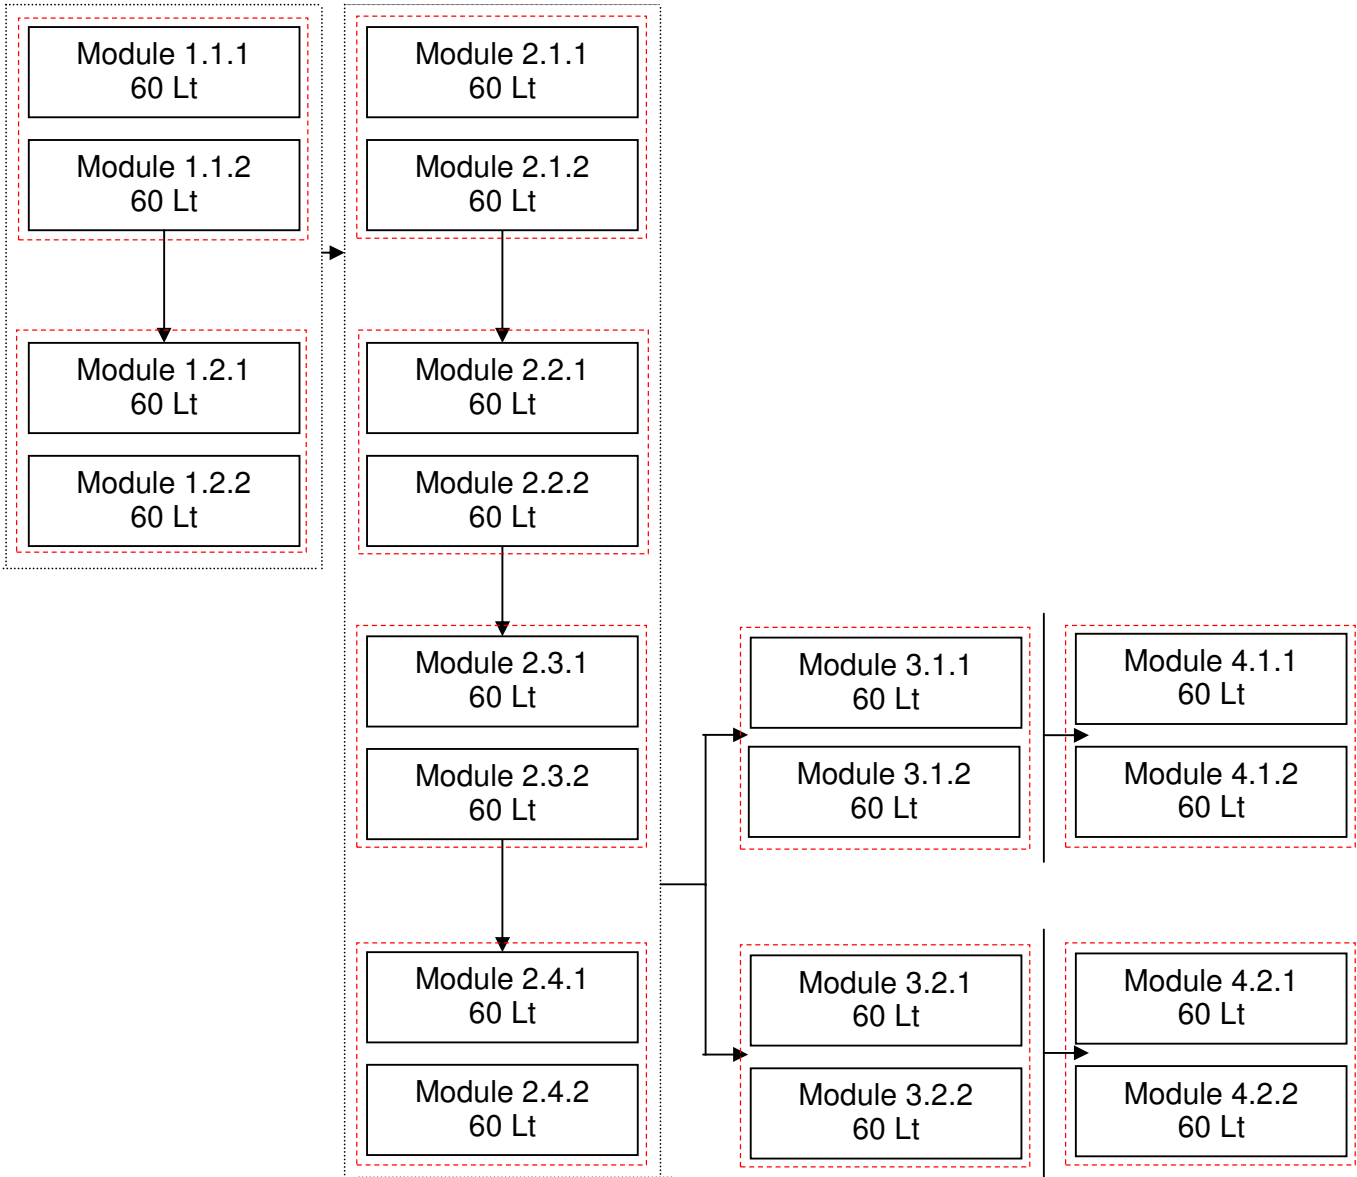 Module 1.1.1
60 Lt
Module 1.1.2
60 Lt
Module 1.2.1
60 Lt
Module 1.2.2
60 Lt
Module 2.1.1
60 Lt
Module 2.1.2
60 Lt
Module 2.2.1
60 Lt
Module 2.2.2
60 Lt
Module 2.3.1
60 Lt
Module 2.3.2
60 Lt
Module 2.4.1
60 Lt
Module 2.4.2
60 Lt
Module 3.1.1
60 Lt
Module 3.1.2
60 Lt
Module 3.2.1
60 Lt
Module 3.2.2
60 Lt
Module 4.1.1
60 Lt
Module 4.1.2
60 Lt
Module 4.2.1
60 Lt
Module 4.2.2
60 Lt